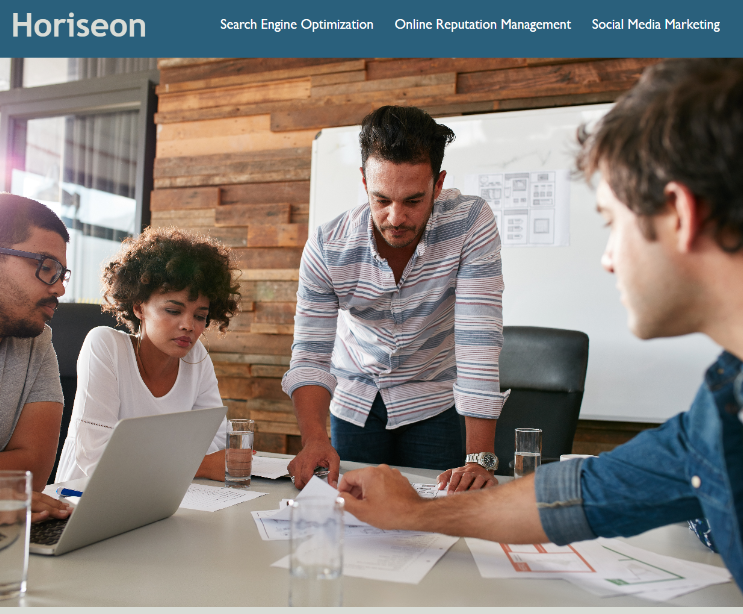 Horiseon
Search Engine Optimization
Online Reputation Management
Social Media Marketing